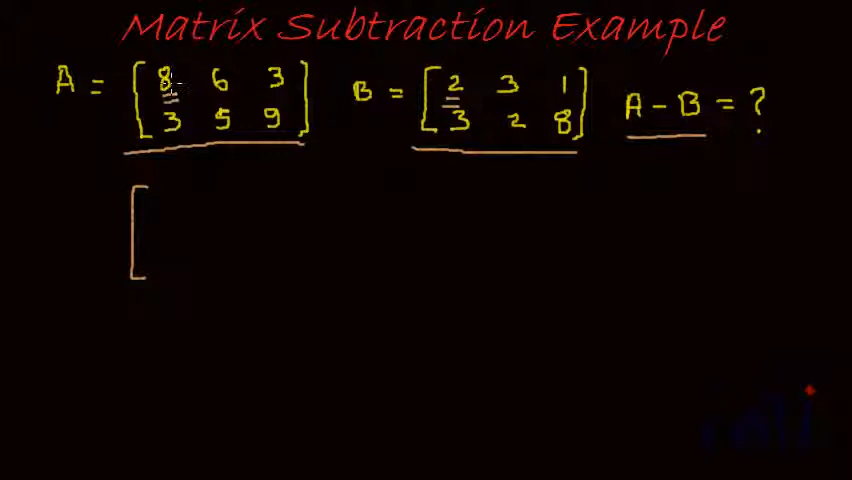 Matrix Subtraction Example
A = [ 8 6 3 ] B = [ 2 3 1 ] A - B = ?
[ 3 5 9 ] [ 3 2 8 ]
[